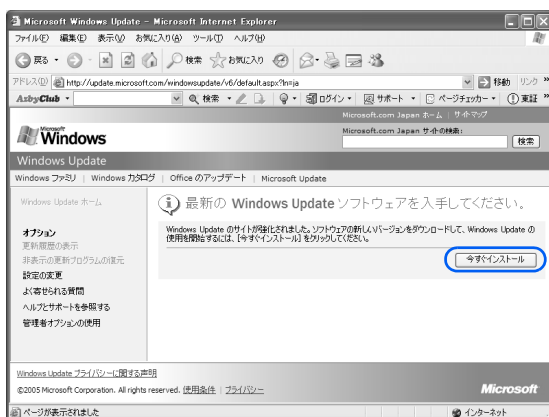 Microsoft Windows Update - Microsoft Internet Explorer
ファイル(F) 編集(E) 表示(V) お気に入り(A) ツール(T) ヘルプ(H)
戻る 検索 お気に入り
アドレス(D) http://update.microsoft.com/windowsupdate/v6/default.aspx?ln=ja 移動 リンク »
AzbyClub 検索 ログイン サポート ページチェッカー 東証 »
Microsoft.com Japan ホーム | サイトマップ
Microsoft Windows
Microsoft.com Japan サイトの検索:
検索
Windows Update
Windows ファミリ | Windows カタログ | Office のアップデート | Microsoft Update
Windows Update ホーム
オプション
更新履歴の表示
非表示の更新プログラムの復元
設定の変更
よく寄せられる質問
ヘルプとサポートを参照する
管理者オプションの使用
最新の Windows Update ソフトウェアを入手してください。
Windows Update のサイトが強化されました。ソフトウェアの新しいバージョンをダウンロードして、Windows Update の
使用を開始するには、[今すぐインストール] をクリックしてください。
今すぐインストール
Windows Update プライバシーに関する声明
©2005 Microsoft Corporation. All rights reserved. 使用条件 | プライバシー
Microsoft
ページが表示されました
インターネット